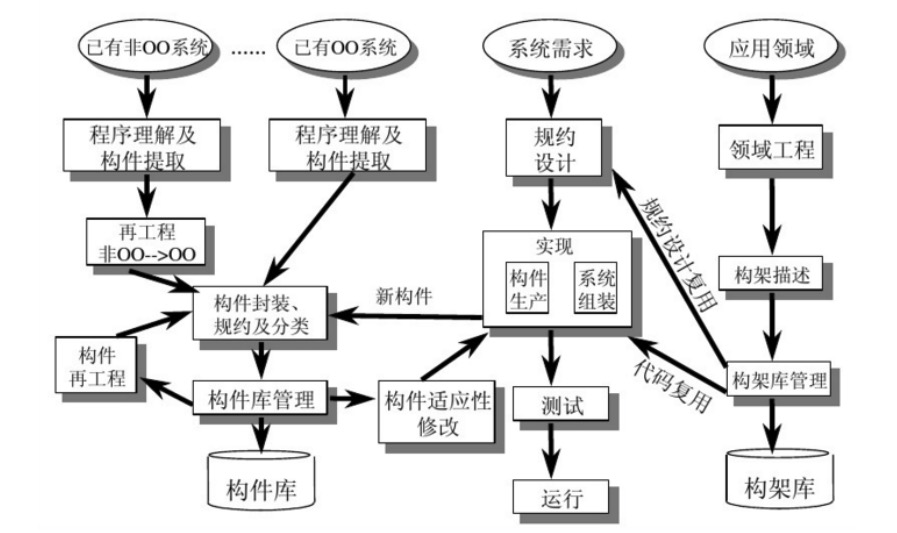 已有非OO系统
......
已有OO系统
系统需求
应用领域
程序理解及
构件提取
程序理解及
构件提取
规约
设计
领域工程
再工程
非OO-->OO
实现
构件
生产
系统
组装
规约设计复用
构架描述
构件封装、
规约及分类
新构件
构件
再工程
构件库管理
构件适应性
修改
测试
代码复用
构架库管理
构件库
运行
构架库